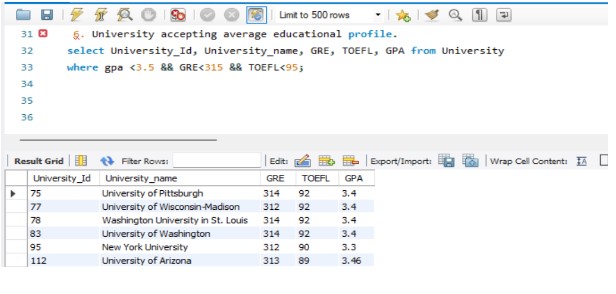 Limit to 500 rows
31 6. University accepting average educational profile.
32 select University_Id, University_name, GRE, TOEFL, GPA from University
33 where gpa <3.5 && GRE<315 && TOEFL<95;
34
35
36
Result Grid Filter Rows: Edit: Export/Import: Wrap Cell Content: IA
University_Id University_name GRE TOEFL GPA
75 University of Pittsburgh 314 92 3.4
77 University of Wisconsin-Madison 312 92 3.4
78 Washington University in St. Louis 314 92 3.4
83 University of Washington 314 92 3.4
95 New York University 312 90 3.3
112 University of Arizona 313 89 3.46